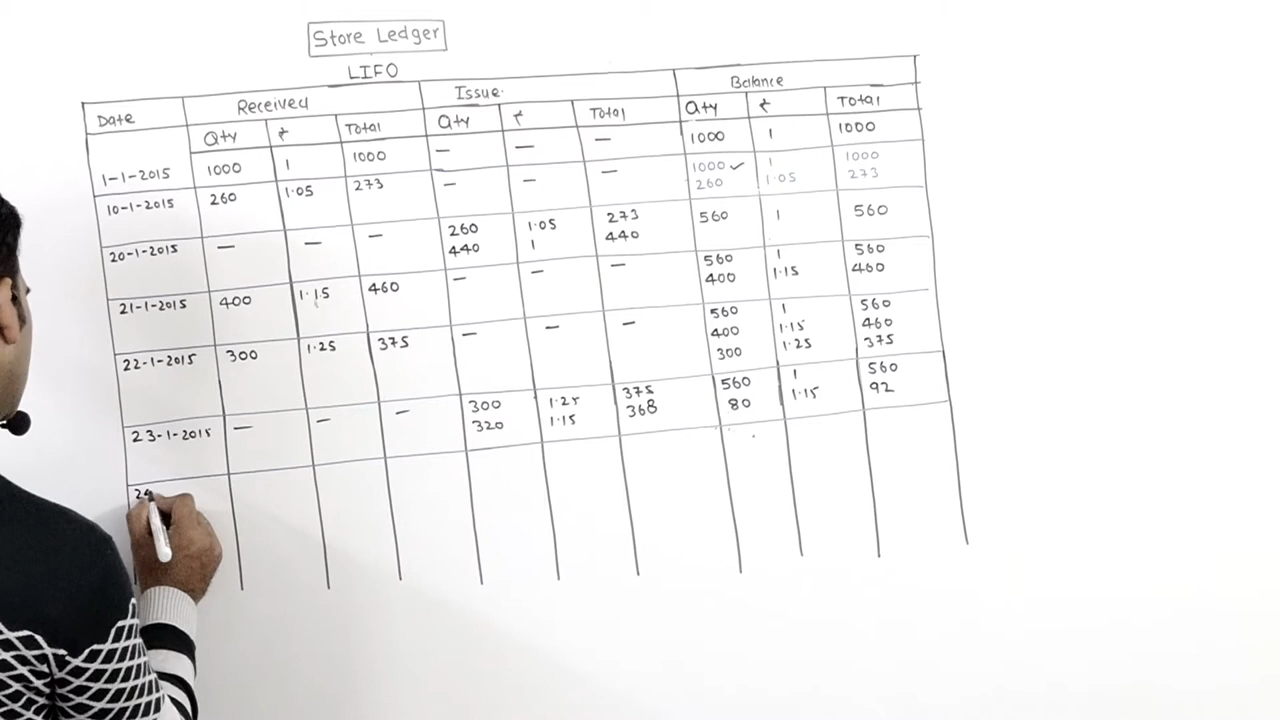 Store Ledger
LIFO
Date Received Issue Balance
Qty ₹ Total Qty ₹ Total Qty ₹ Total
1-1-2015 1000 1 1000 — — — 1000 1 1000
10-1-2015 260 1.05 273 — — — 1000 ✓ 1 1000
260 1.05 273
20-1-2015 — — — 260 1.05 273 560 1 560
440 1 440
21-1-2015 400 1.15 460 — — — 560 1 560
400 1.15 460
22-1-2015 300 1.25 375 — — — 560 1 560
400 1.15 460
300 1.25 375
23-1-2015 — — — 300 1.25 375 560 1 560
320 1.15 368 80 1.15 92
24